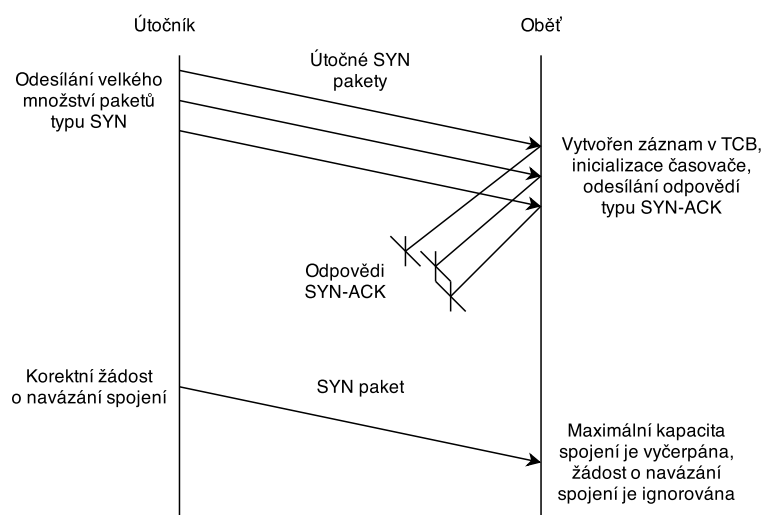 Útočník
Oběť
Útočné SYN
pakety
Odesílání velkého
množství paketů
typu SYN
Vytvořen záznam v TCB,
inicializace časovače,
odesílání odpovědí
typu SYN-ACK
Odpovědi
SYN-ACK
Korektní žádost
o navázání spojení
SYN paket
Maximální kapacita
spojení je vyčerpána,
žádost o navázání
spojení je ignorována